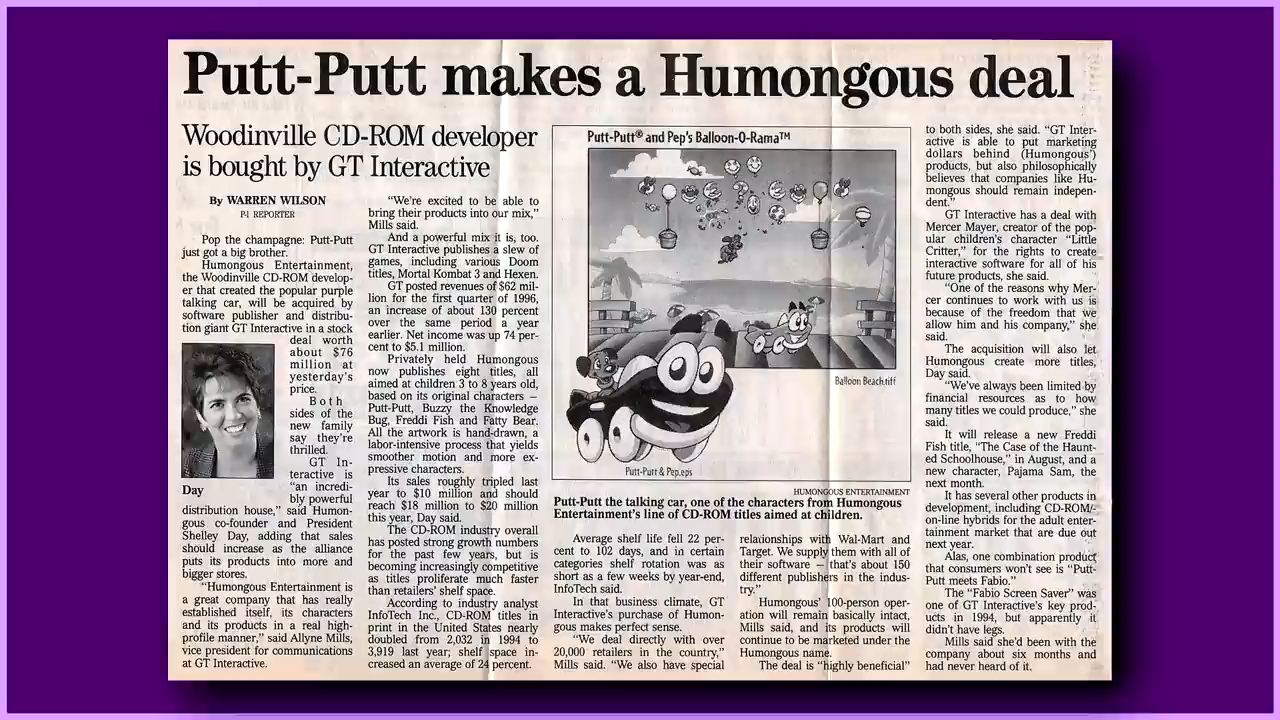 Putt-Putt makes a Humongous deal
Woodinville CD-ROM developer
is bought by GT Interactive
By WARREN WILSON
P-I REPORTER
Pop the champagne: Putt-Putt
just got a big brother.
Humongous Entertainment,
the Woodinville CD-ROM develop-
er that created the popular purple
talking car, will be acquired by
software publisher and distribu-
tion giant GT Interactive in a stock
deal worth
about $76
million at
yesterday's
price.
Both
sides of the
new family
say they're
thrilled.
GT In-
teractive is
"an incredi-
bly powerful
Day
distribution house," said Humon-
gous co-founder and President
Shelley Day, adding that sales
should increase as the alliance
puts its products into more and
bigger stores.
"Humongous Entertainment is
a great company that has really
established itself, its characters
and its products in a real high-
profile manner," said Allyne Mills,
vice president for communications
at GT Interactive.
"We're excited to be able to
bring their products into our mix,"
Mills said.
And a powerful mix it is, too.
GT Interactive publishes a slew of
games, including various Doom
titles, Mortal Kombat 3 and Hexen.
GT posted revenues of $62 mil-
lion for the first quarter of 1996,
an increase of about 130 percent
over the same period a year
earlier. Net income was up 74 per-
cent to $5.1 million.
Privately held Humongous
now publishes eight titles, all
aimed at children 3 to 8 years old,
based on its original characters —
Putt-Putt, Buzzy the Knowledge
Bug, Freddi Fish and Fatty Bear.
All the artwork is hand-drawn, a
labor-intensive process that yields
smoother motion and more ex-
pressive characters.
Its sales roughly tripled last
year to $10 million and should
reach $18 million to $20 million
this year, Day said.
The CD-ROM industry overall
has posted strong growth numbers
for the past few years, but is
becoming increasingly competitive,
as titles proliferate much faster
than retailers' shelf space.
According to industry analyst
InfoTech Inc., CD-ROM titles in
print in the United States nearly
doubled from 2,032 in 1994 to
3,919 last year; shelf space in-
creased an average of 24 percent.
Putt-Putt® and Pep's Balloon-O-Rama™
Balloon Beach.tiff
Putt-Putt & Pep.eps
HUMONGOUS ENTERTAINMENT
Putt-Putt the talking car, one of the characters from Humongous
Entertainment's line of CD-ROM titles aimed at children.
Average shelf life fell 22 per-
cent to 102 days, and in certain
categories shelf rotation was as
short as a few weeks by year-end,
InfoTech said.
In that business climate, GT
Interactive's purchase of Humon-
gous makes perfect sense.
"We deal directly with over
20,000 retailers in the country,"
Mills said. "We also have special
relationships with Wal-Mart and
Target. We supply them with all of
their software — that's about 150
different publishers in the indus-
try."
Humongous' 100-person oper-
ation will remain basically intact,
Mills said, and its products will
continue to be marketed under the
Humongous name.
The deal is "highly beneficial"
to both sides, she said. "GT Inter-
active is able to put marketing
dollars behind (Humongous')
products, but also philosophically
believes that companies like Hu-
mongous should remain indepen-
dent."
GT Interactive has a deal with
Mercer Mayer, creator of the pop-
ular children's character "Little
Critter," for the rights to create
interactive software for all of his
future products, she said.
"One of the reasons why Mer-
cer continues to work with us is
because of the freedom that we
allow him and his company," she
said.
The acquisition will also let
Humongous create more titles,
Day said.
"We've always been limited by
financial resources as to how
many titles we could produce," she
said.
It will release a new Freddi
Fish title, "The Case of the Haunt-
ed Schoolhouse," in August, and a
new character, Pajama Sam, the
next month.
It has several other products in
development, including CD-ROM/-
on-line hybrids for the adult enter-
tainment market that are due out
next year.
Alas, one combination product
that consumers won't see is "Putt-
Putt meets Fabio."
The "Fabio Screen Saver" was
one of GT Interactive's key prod-
ucts in 1994, but apparently it
didn't have legs.
Mills said she'd been with the
company about six months and
had never heard of it.